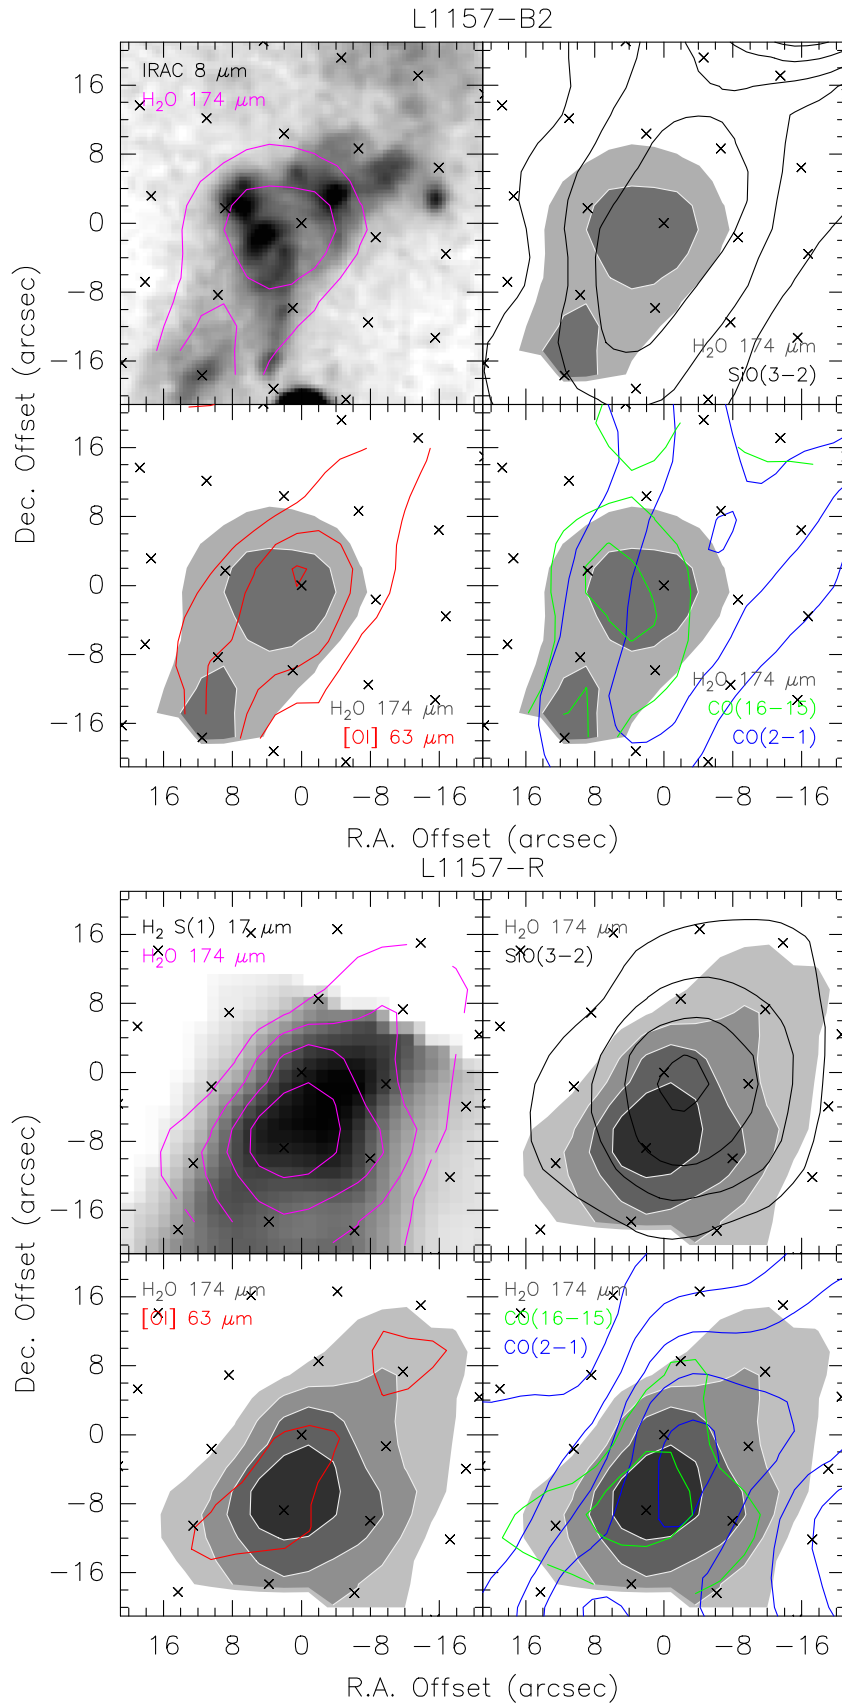 L1157-B2
IRAC 8 μm
H₂O 174 μm
H₂O 174 μm
SiO(3-2)
16
8
0
-8
-16
Dec. Offset (arcsec)
H₂O 174 μm
[OI] 63 μm
H₂O 174 μm
CO(16-15)
CO(2-1)
16
8
0
-8
-16
16 8 0 -8 -16
16 8 0 -8 -16
R.A. Offset (arcsec)
L1157-R
H₂ S(1) 17 μm
H₂O 174 μm
H₂O 174 μm
SiO(3-2)
16
8
0
-8
-16
Dec. Offset (arcsec)
H₂O 174 μm
[OI] 63 μm
H₂O 174 μm
CO(16-15)
CO(2-1)
16
8
0
-8
-16
16 8 0 -8 -16
16 8 0 -8 -16
R.A. Offset (arcsec)